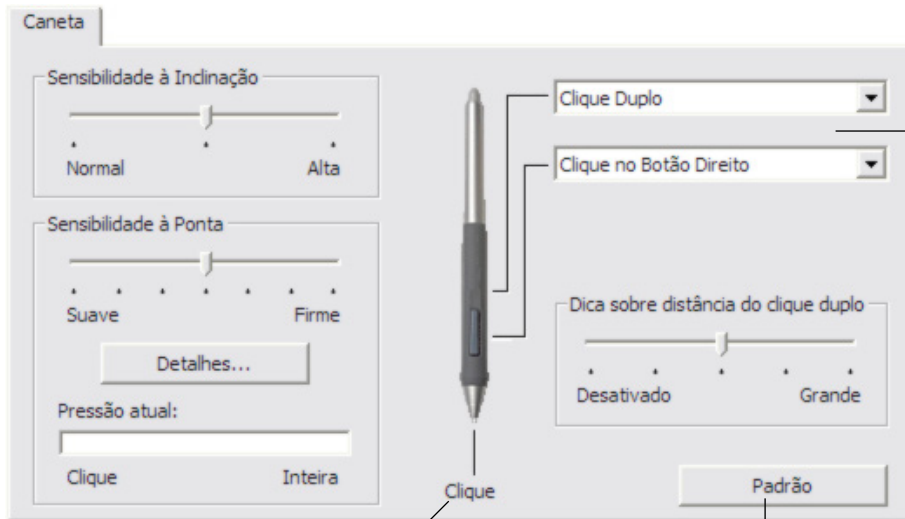 Caneta
Sensibilidade à Inclinação
Normal Alta
Sensibilidade à Ponta
Suave Firme
Detalhes...
Pressão atual:
Clique Inteira
Clique Duplo
Clique no Botão Direito
Dica sobre distância do clique duplo
Desativado Grande
Clique
Padrão